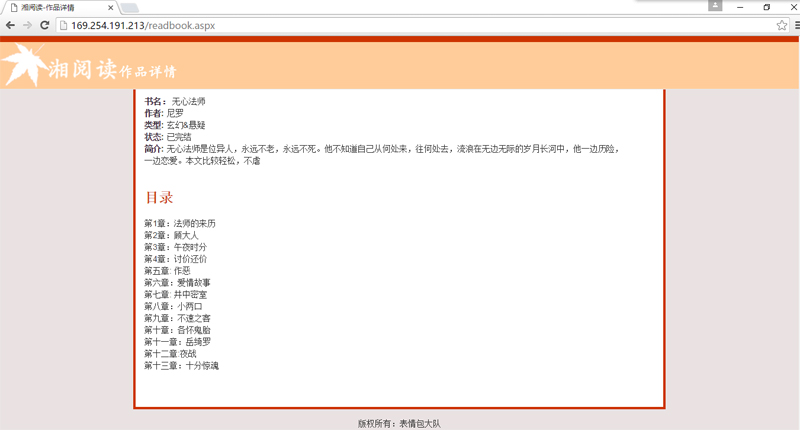 湘阅读-作品详情
169.254.191.213/readbook.aspx
湘阅读作品详情
书名： 无心法师
作者: 尼罗
类型: 玄幻&悬疑
状态: 已完结
简介: 无心法师是位异人，永远不老，永远不死。他不知道自己从何处来，往何处去，流浪在无边无际的岁月长河中，他一边历险，
一边恋爱。本文比较轻松，不虐
目录
第1章：法师的来历
第2章：顾大人
第3章：午夜时分
第4章：讨价还价
第五章: 作恶
第六章：爱情故事
第七章: 井中密室
第八章：小两口
第九章：不速之客
第十章：各怀鬼胎
第十一章：岳绮罗
第十二章:夜战
第十三章：十分惊魂
版权所有：表情包大队